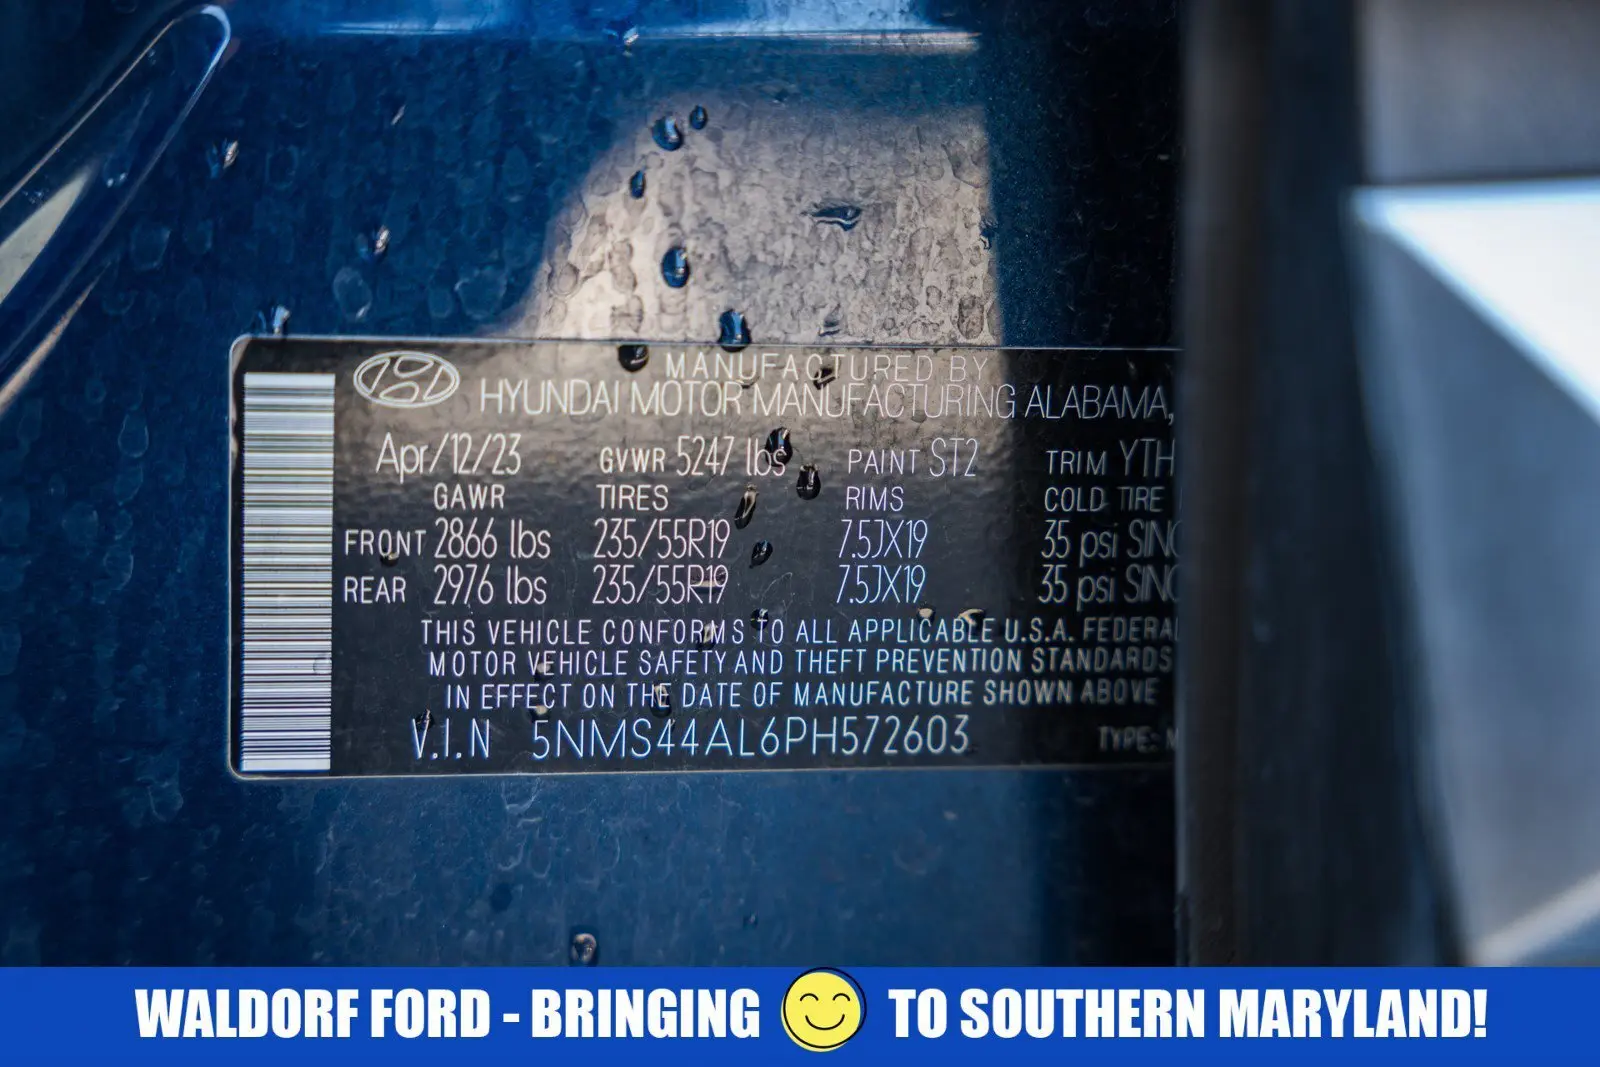 MANUFACTURED BY
HYUNDAI MOTOR MANUFACTURING ALABAMA,
Apr/12/23 GVWR 5247 lbs PAINT ST2 TRIM YTH
GAWR TIRES RIMS COLD TIRE
FRONT 2866 lbs 235/55R19 7.5JX19 35 psi SING
REAR 2976 lbs 235/55R19 7.5JX19 35 psi SING
THIS VEHICLE CONFORMS TO ALL APPLICABLE U.S.A. FEDERAL
MOTOR VEHICLE SAFETY AND THEFT PREVENTION STANDARDS
IN EFFECT ON THE DATE OF MANUFACTURE SHOWN ABOVE
V.I.N 5NMS44AL6PH572603 TYPE:
WALDORF FORD - BRINGING TO SOUTHERN MARYLAND!